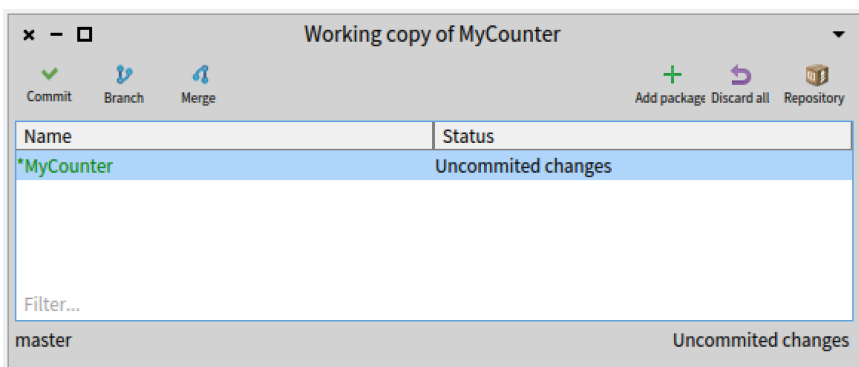 Working copy of MyCounter
Commit Branch Merge Add package Discard all Repository
Name Status
*MyCounter Uncommited changes
Filter...
master Uncommited changes